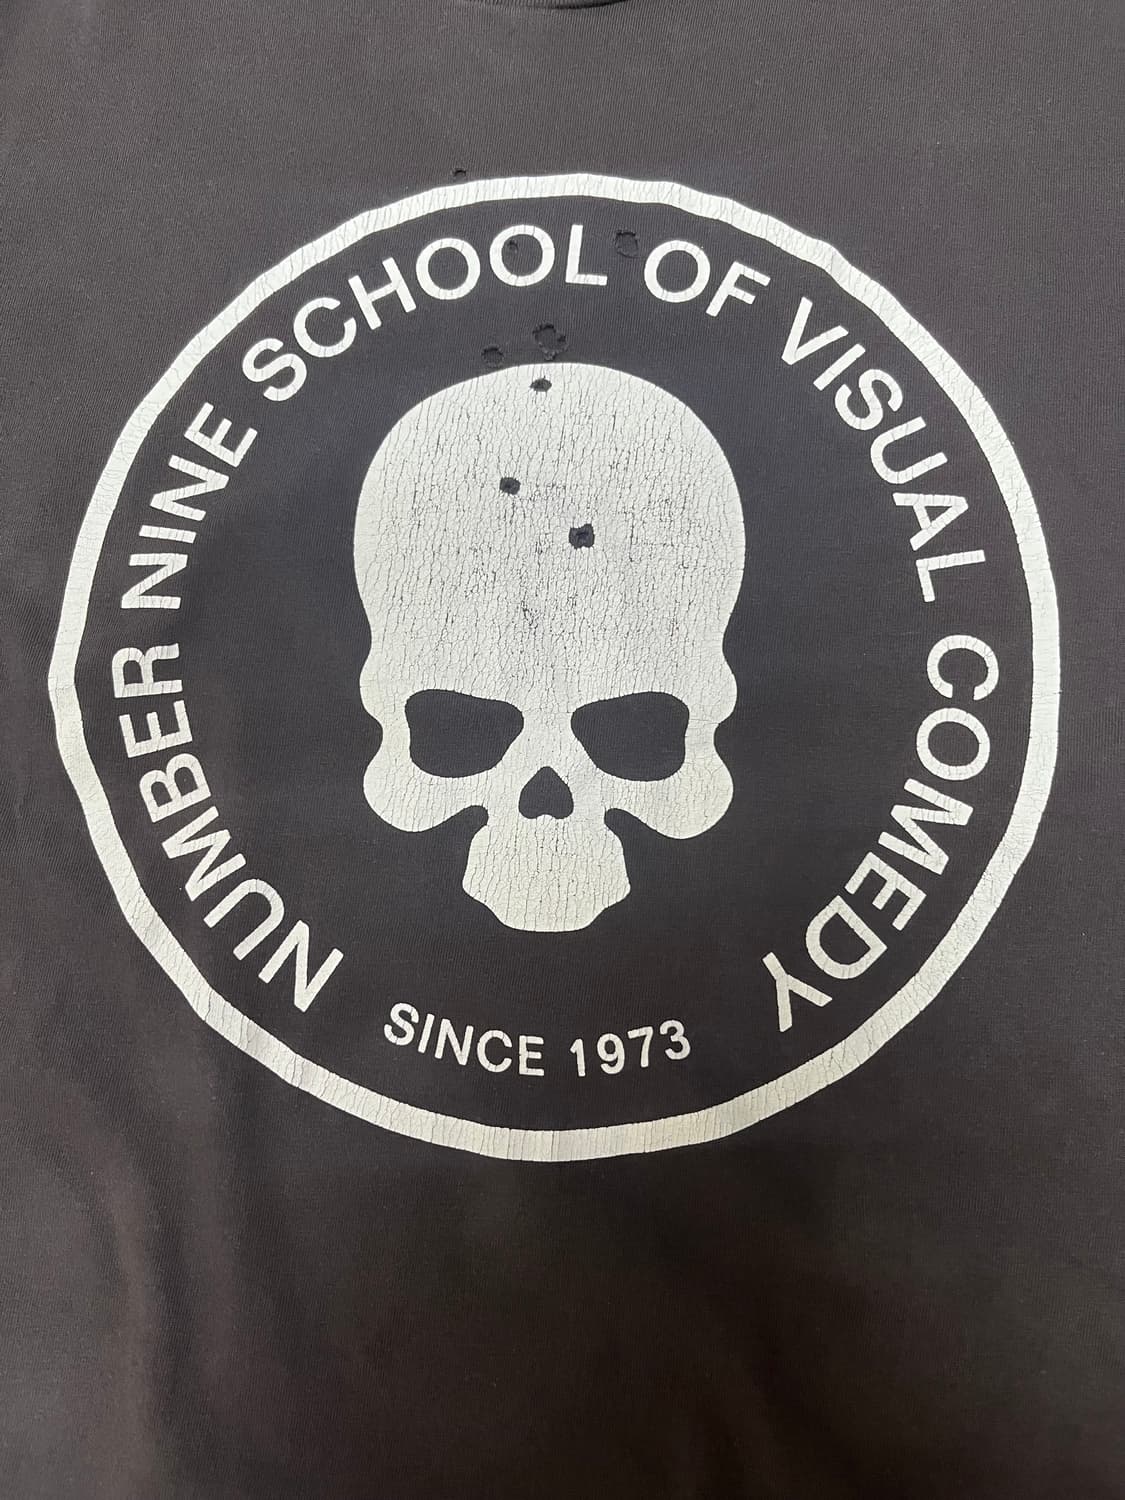 NUMBER NINE SCHOOL OF VISUAL COMEDY
SINCE 1973